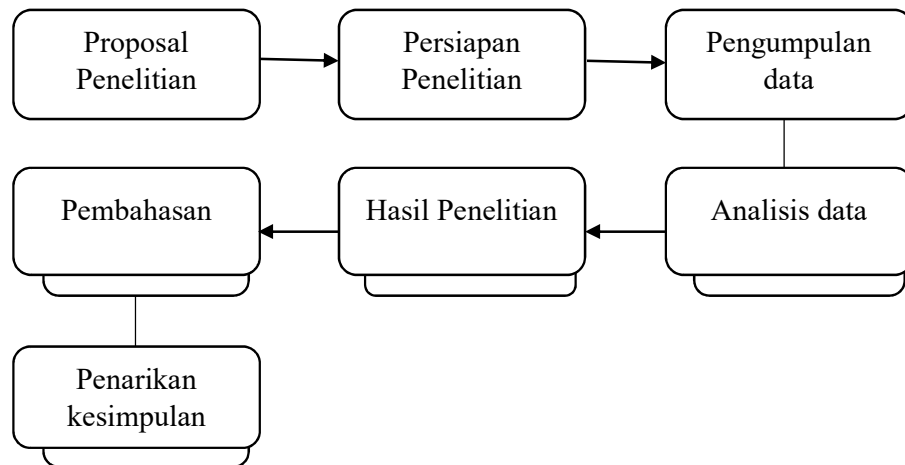 Proposal
Penelitian
Persiapan
Penelitian
Pengumpulan
data
Analisis data
Hasil Penelitian
Pembahasan
Penarikan
kesimpulan